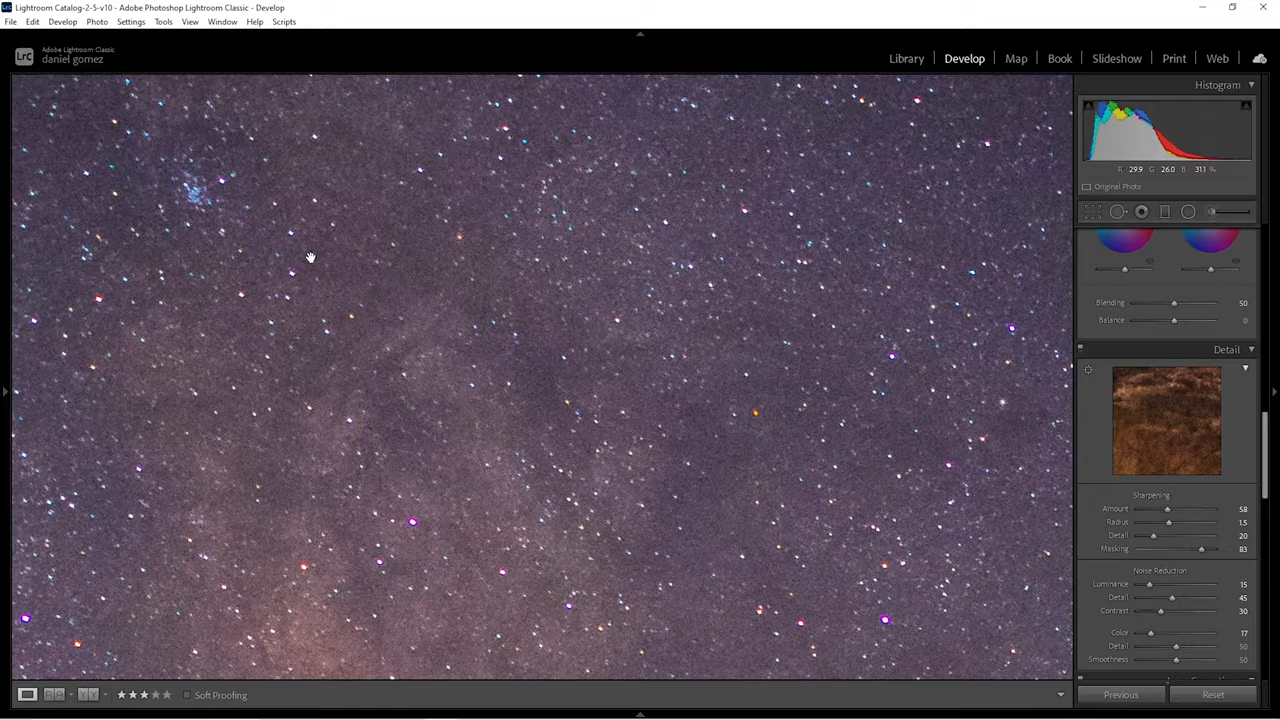 Lightroom Catalog-2-5-v10 - Adobe Photoshop Lightroom Classic - Develop
File Edit Develop Photo Settings Tools View Window Help Scripts
LrC
Adobe Lightroom Classic
daniel gomez
Library Develop Map Book Slideshow Print Web
Histogram
R 29.9 G 26.0 B 31.1 %
Original Photo
Blending 50
Balance 0
Detail
Sharpening
Amount 58
Radius 1.5
Detail 20
Masking 83
Noise Reduction
Luminance 15
Detail 45
Contrast 30
Color 17
Detail 50
Smoothness 50
Soft Proofing
Previous Reset